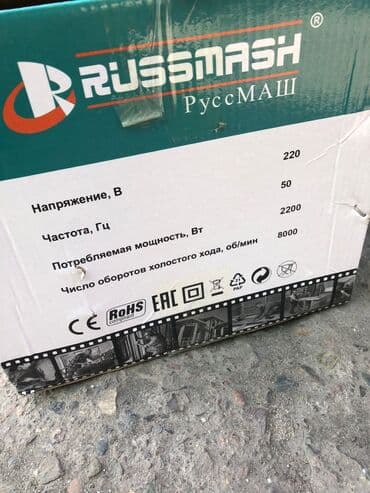 RUSSMASH ®
РуссМАШ
Напряжение, В 220
Частота, Гц 50
Потребляемая мощность, Вт 2200
Число оборотов холостого хода, об/мин 8000
CE RoHS EAC PAP